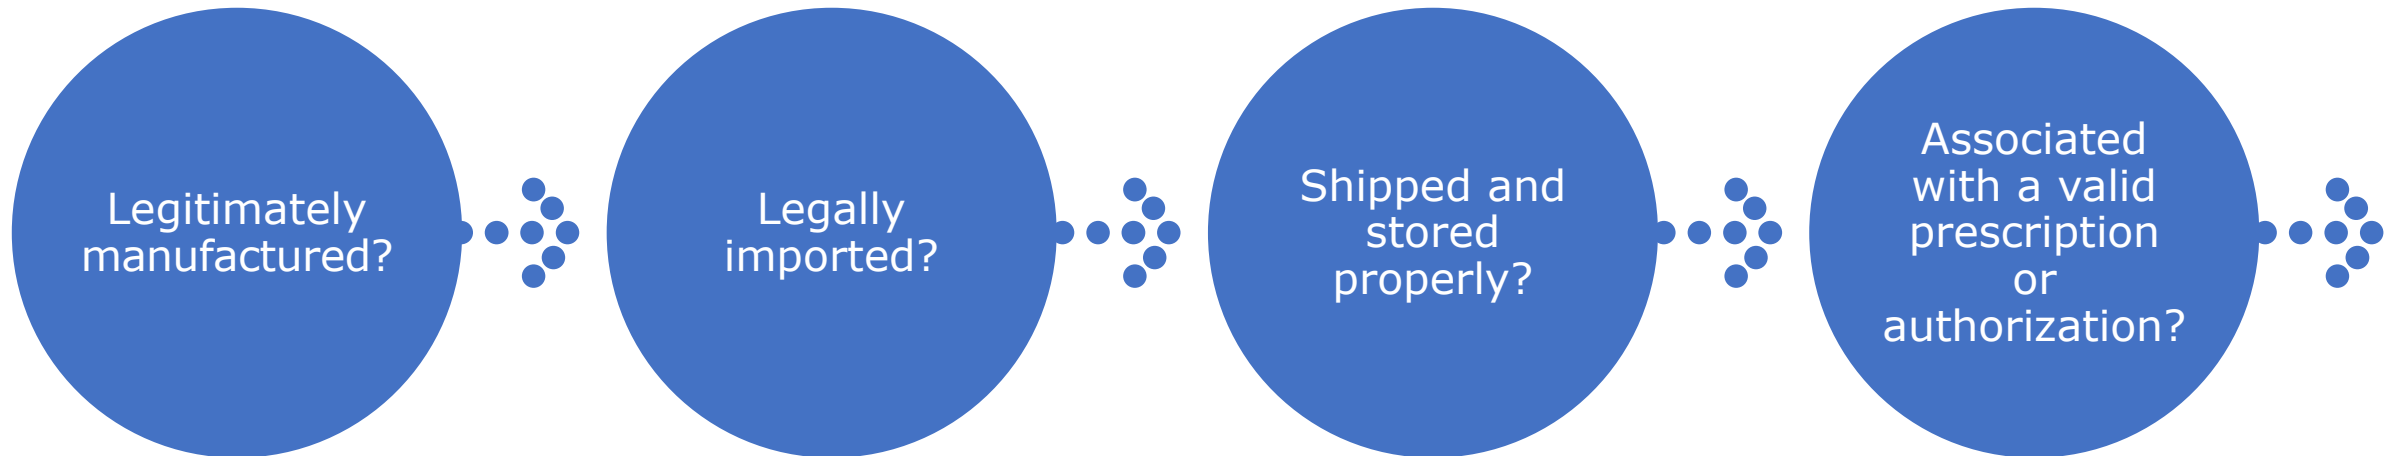 Legitimately
manufactured?
Legally
imported?
Shipped and
stored
properly?
Associated
with a valid
prescription
or
authorization?